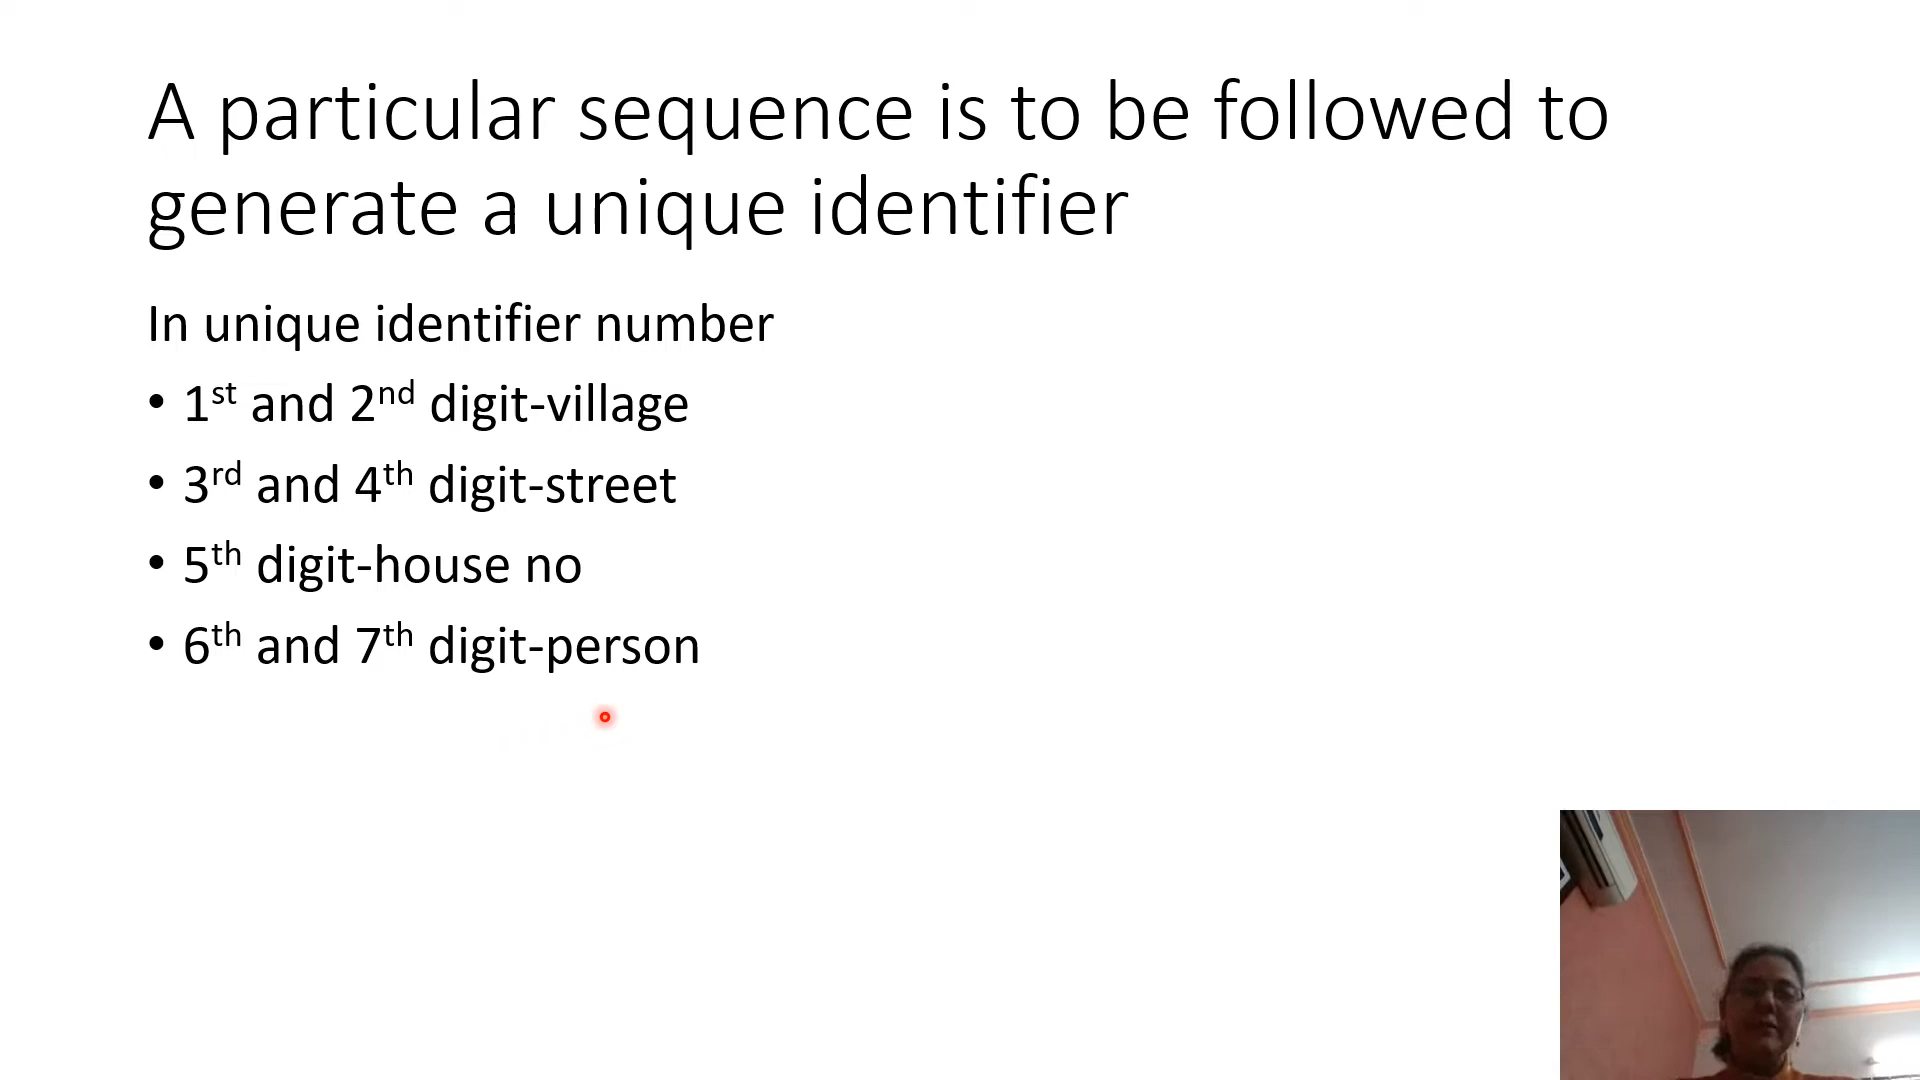 A particular sequence is to be followed to
generate a unique identifier
In unique identifier number
• 1st and 2nd digit-village
• 3rd and 4th digit-street
• 5th digit-house no
• 6th and 7th digit-person